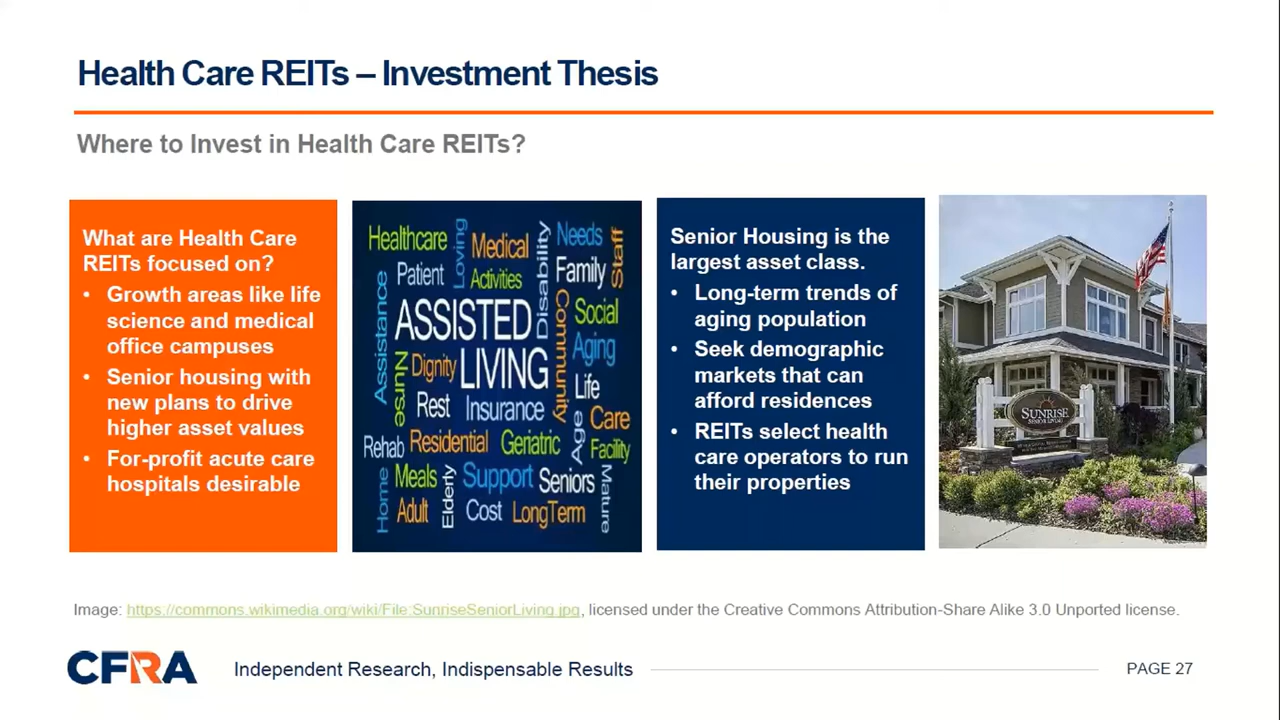 Health Care REITs – Investment Thesis
Where to Invest in Health Care REITs?
What are Health Care
REITs focused on?
• Growth areas like life
science and medical
office campuses
• Senior housing with
new plans to drive
higher asset values
• For-profit acute care
hospitals desirable
Healthcare
Loving
Medical
Disability
Needs
Staff
Patient
Activities
Family
Assistance
ASSISTED
Community
Social
Nurse
Dignity
LIVING
Aging
Rest
Insurance
Life
Age
Care
Rehab
Residential
Geriatric
Facility
Home
Meals
Elderly
Support
Seniors
Mature
Adult
Cost
LongTerm
Senior Housing is the
largest asset class.
• Long-term trends of
aging population
• Seek demographic
markets that can
afford residences
• REITs select health
care operators to run
their properties
SUNRISE
SENIOR LIVING
Image: https://commons.wikimedia.org/wiki/File:SunriseSeniorLiving.jpg, licensed under the Creative Commons Attribution-Share Alike 3.0 Unported license.
CFRA
Independent Research, Indispensable Results
PAGE 27